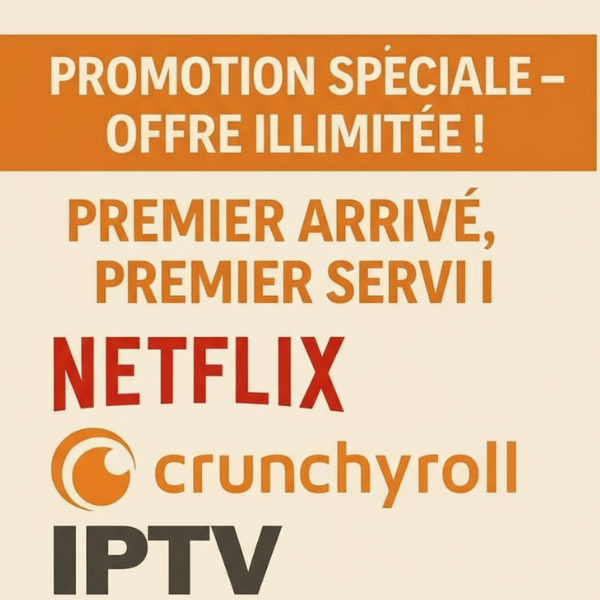 PROMOTION SPÉCIALE –
OFFRE ILLIMITÉE !
PREMIER ARRIVÉ,
PREMIER SERVI I
NETFLIX
crunchyroll
IPTV